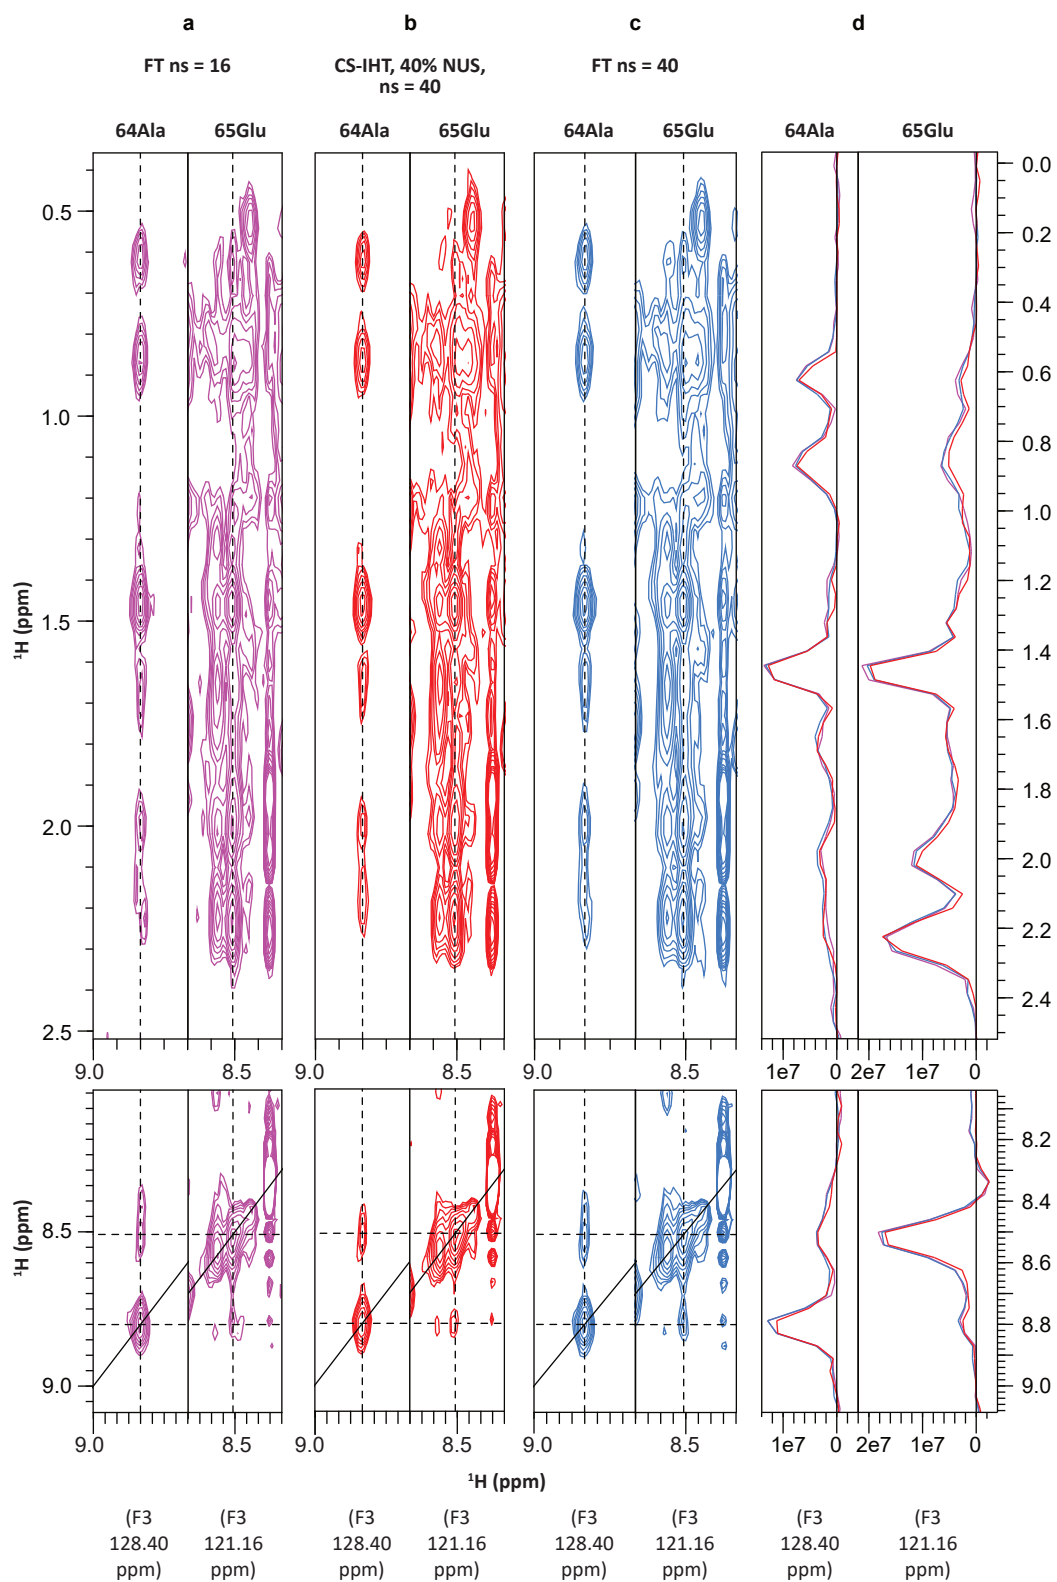 a b c d
FT ns = 16 CS-IHT, 40% NUS, FT ns = 40
ns = 40
64Ala 65Glu 64Ala 65Glu 64Ala 65Glu 64Ala 65Glu
0.0
0.5 0.2
0.4
0.6
1.0 0.8
1.0
1.2
1.5 1.4
¹H (ppm)
1.6
1.8
2.0 2.0
2.2
2.4
2.5
9.0 8.5 9.0 8.5 9.0 8.5 1e7 0 2e7 1e7 0
8.2
8.4
8.5 8.6
¹H (ppm)
8.8
9.0 9.0
9.0 8.5 9.0 8.5 9.0 8.5 1e7 0 2e7 1e7 0
¹H (ppm)
(F3 (F3 (F3 (F3 (F3 (F3 (F3 (F3
128.40 121.16 128.40 121.16 128.40 121.16 128.40 121.16
ppm) ppm) ppm) ppm) ppm) ppm) ppm) ppm)